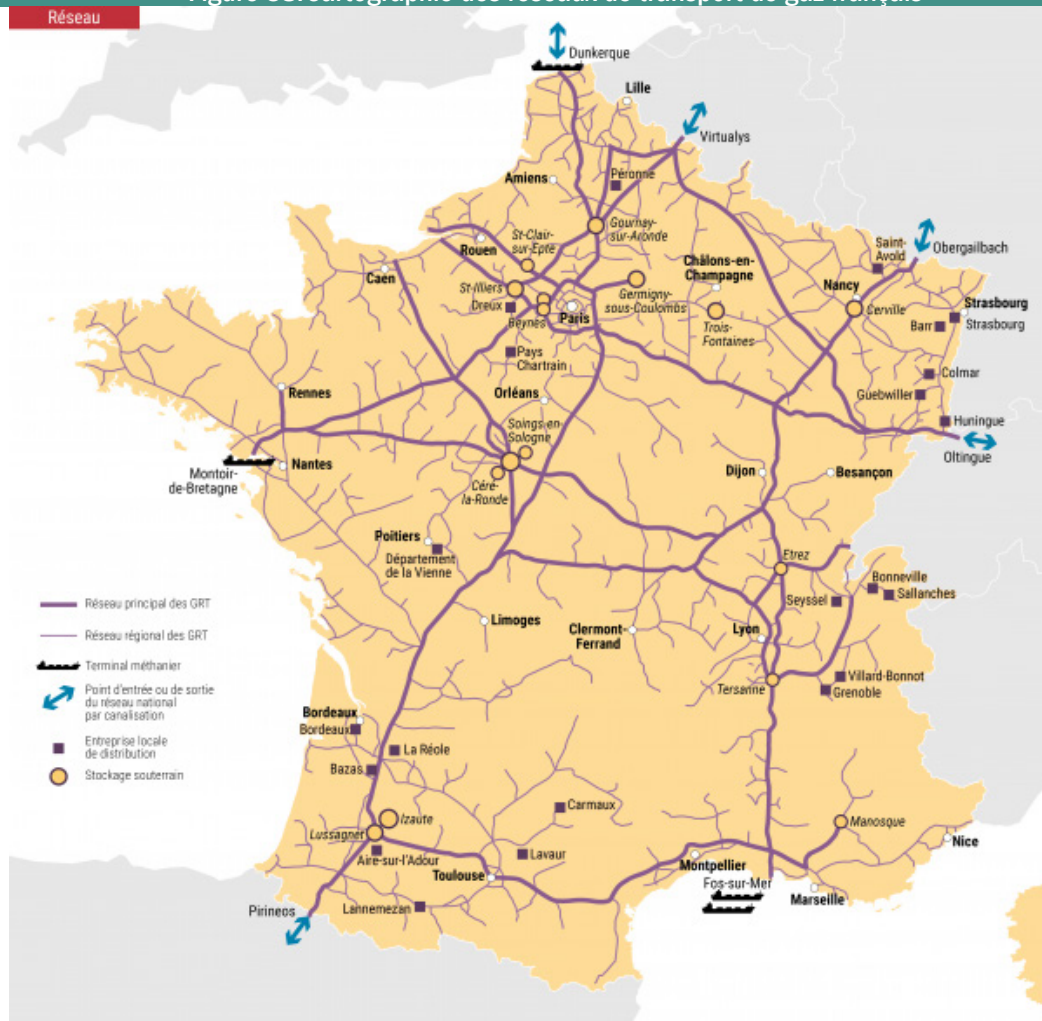 Réseau
Dunkerque
Lille
Virtualys
Amiens
Péronne
Gournay-
sur-Aronde
St-Clair-
sur-Epte
Rouen
Caen
St-Illiers
Dreux
Beynes
Paris
Germigny-
sous-Coulombs
Châlons-en-
Champagne
Trois-
Fontaines
Saint-
Avold
Obergailbach
Nancy
Cerville
Strasbourg
Strasbourg
Barr
Colmar
Guebwiller
Huningue
Oltingue
Pays
Chartrain
Orléans
Rennes
Soings-en-
Sologne
Montoir-
de-Bretagne
Nantes
Céré-
la-Ronde
Dijon
Besançon
Poitiers
Département
de la Vienne
Etrez
Bonneville
Sallanches
Seyssel
Limoges
Clermont-
Ferrand
Lyon
Tersanne
Villard-Bonnot
Grenoble
Réseau principal des GRT
Réseau régional des GRT
Terminal méthanier
Point d'entrée ou de sortie
du réseau national
par canalisation
Entreprise locale
de distribution
Stockage souterrain
Bordeaux
Bordeaux
La Réole
Bazas
Carmaux
Izaute
Lussagnet
Aire-sur-l'Adour
Lavaur
Toulouse
Lannemezan
Pirineos
Manosque
Nice
Montpellier
Fos-sur-Mer
Marseille